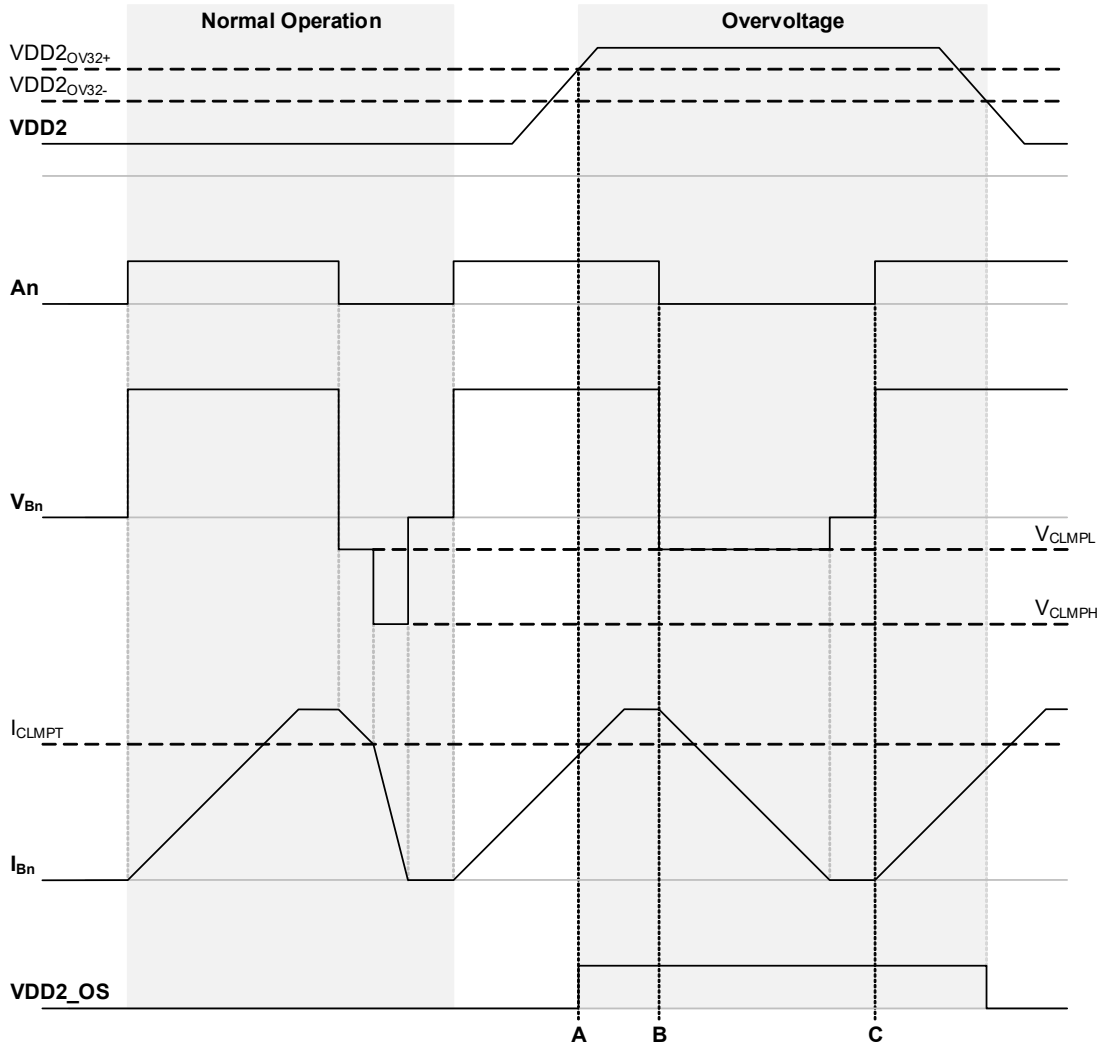 Normal Operation
Overvoltage
VDD2OV32+
VDD2OV32-
VDD2
An
VBn
VCLMPL
VCLMPH
ICLMPT
IBn
VDD2_OS
A
B
C